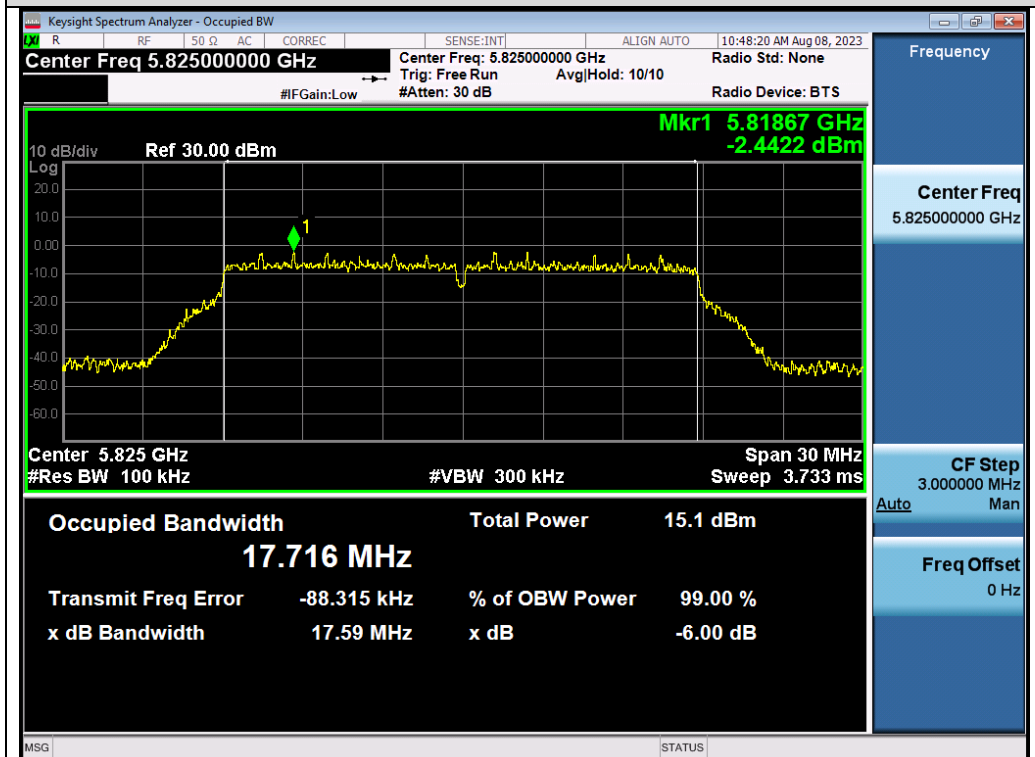 Keysight Spectrum Analyzer - Occupied BW
LXI R RF 50 Ω AC CORREC SENSE:INT ALIGN AUTO 10:48:20 AM Aug 08, 2023
Center Freq 5.825000000 GHz
Center Freq: 5.825000000 GHz
Radio Std: None
Trig: Free Run Avg|Hold: 10/10
#IFGain:Low
#Atten: 30 dB
Radio Device: BTS
Mkr1 5.81867 GHz
-2.4422 dBm
10 dB/div Ref 30.00 dBm
Log
20.0
10.0
1
0.00
-10.0
-20.0
-30.0
-40.0
-50.0
-60.0
Center 5.825 GHz Span 30 MHz
#Res BW 100 kHz #VBW 300 kHz Sweep 3.733 ms
Occupied Bandwidth Total Power 15.1 dBm
17.716 MHz
Transmit Freq Error -88.315 kHz % of OBW Power 99.00 %
x dB Bandwidth 17.59 MHz x dB -6.00 dB
MSG STATUS
Frequency
Center Freq
5.825000000 GHz
CF Step
3.000000 MHz
Auto Man
Freq Offset
0 Hz